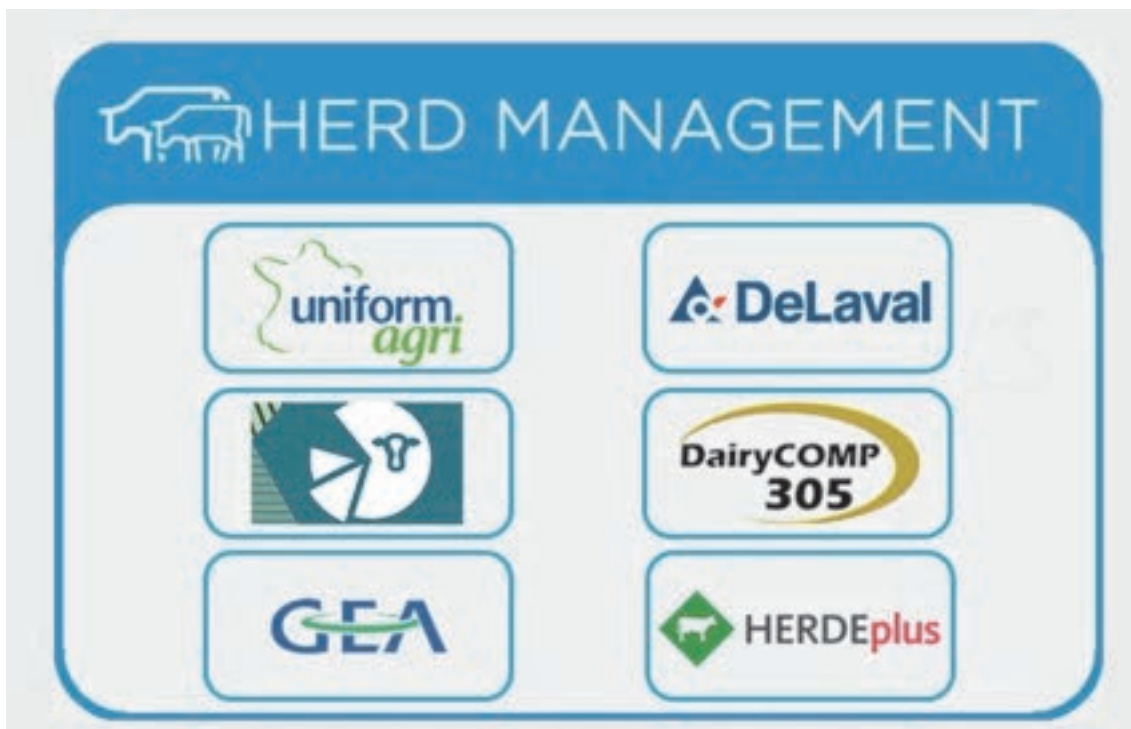 HERD MANAGEMENT
uniform
agri
DeLaval
DairyCOMP
305
GEA
HERDEplus